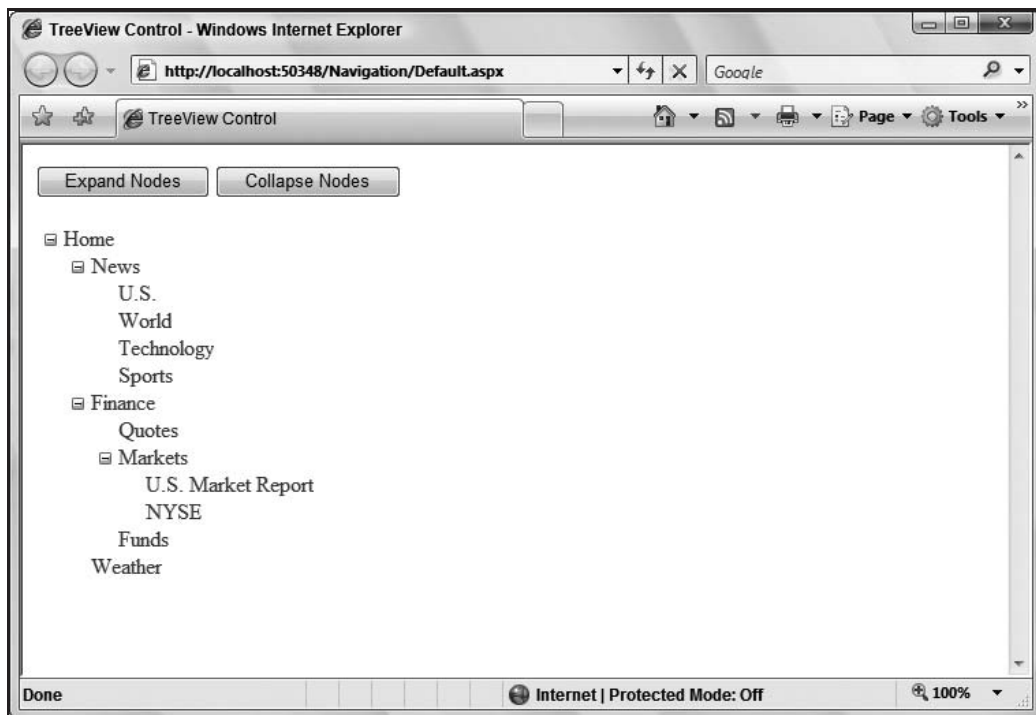 TreeView Control - Windows Internet Explorer
http://localhost:50348/Navigation/Default.aspx
Google
TreeView Control
Page
Tools
Expand Nodes
Collapse Nodes
Home
News
U.S.
World
Technology
Sports
Finance
Quotes
Markets
U.S. Market Report
NYSE
Funds
Weather
Done
Internet | Protected Mode: Off
100%